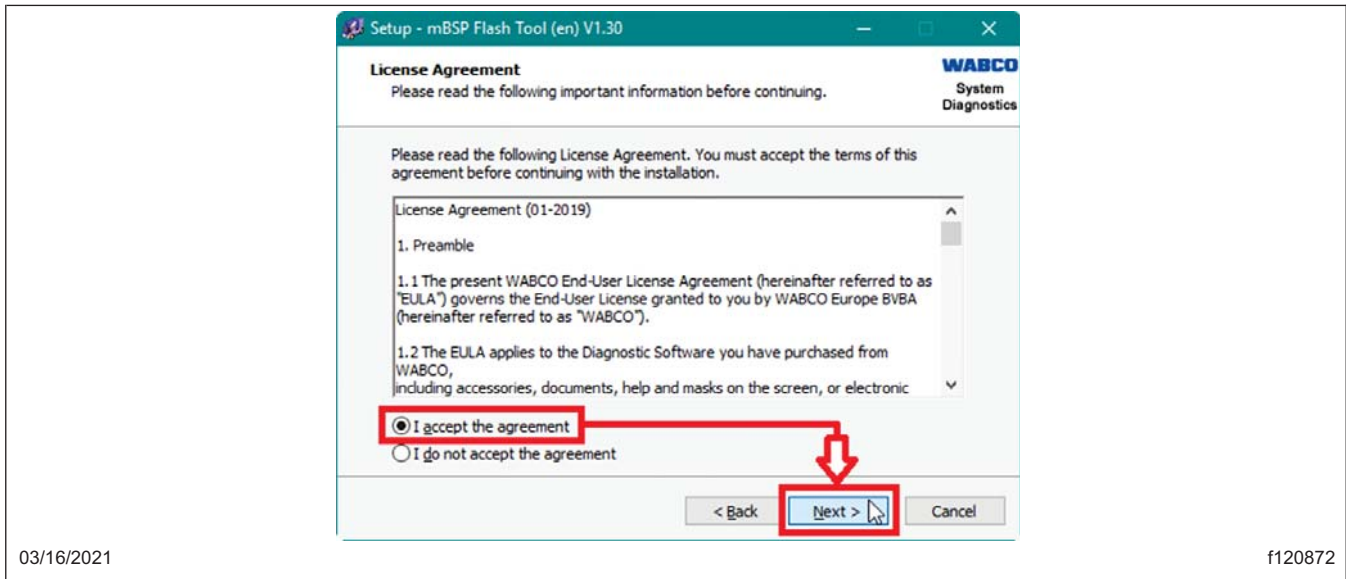 Setup - mBSP Flash Tool (en) V1.30
License Agreement
Please read the following important information before continuing.
WABCO
System
Diagnostics
Please read the following License Agreement. You must accept the terms of this
agreement before continuing with the installation.
License Agreement (01-2019)
1. Preamble
1.1 The present WABCO End-User License Agreement (hereinafter referred to as
"EULA") governs the End-User License granted to you by WABCO Europe BVBA
(hereinafter referred to as "WABCO").
1.2 The EULA applies to the Diagnostic Software you have purchased from
WABCO,
including accessories, documents, help and masks on the screen, or electronic
I accept the agreement
I do not accept the agreement
< Back
Next >
Cancel
03/16/2021
f120872